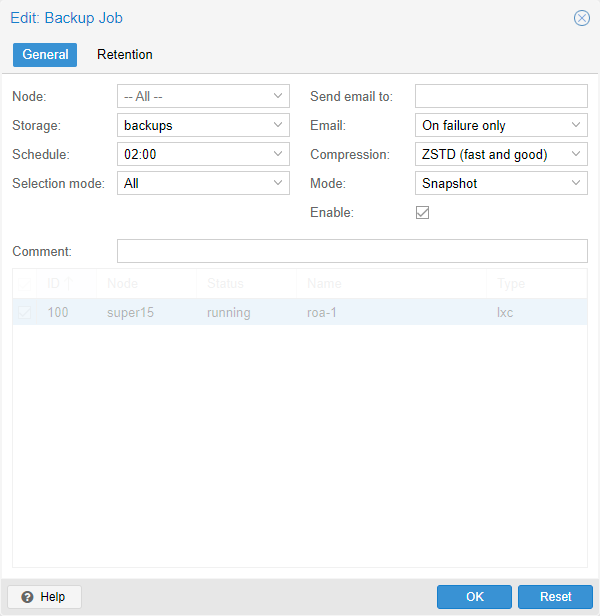 Edit: Backup Job
General Retention
Node: -- All -- Send email to:
Storage: backups Email: On failure only
Schedule: 02:00 Compression: ZSTD (fast and good)
Selection mode: All Mode: Snapshot
Enable:
Comment:
ID ↑ Node Status Name Type
100 super15 running roa-1 lxc
Help OK Reset